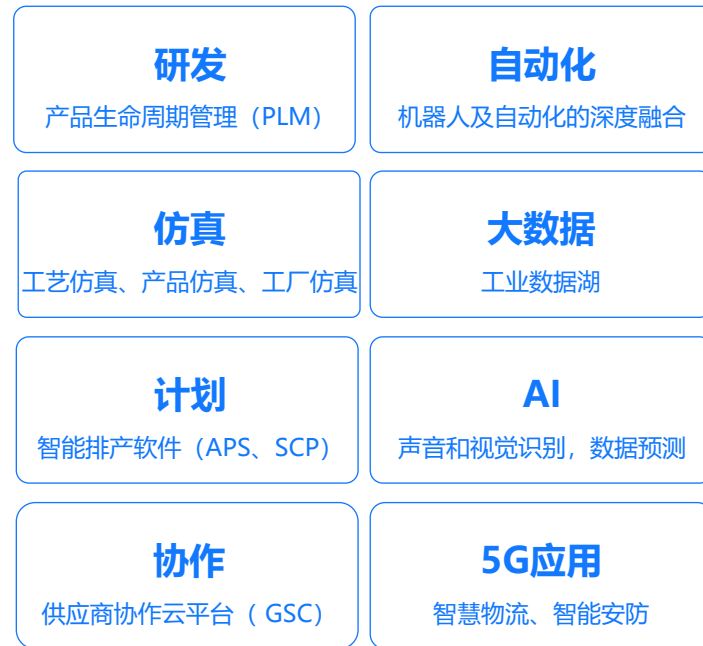 研发
产品生命周期管理（PLM）
自动化
机器人及自动化的深度融合
仿真
工艺仿真、产品仿真、工厂仿真
大数据
工业数据湖
计划
智能排产软件（APS、SCP）
AI
声音和视觉识别，数据预测
协作
供应商协作云平台（ GSC）
5G应用
智慧物流、智能安防